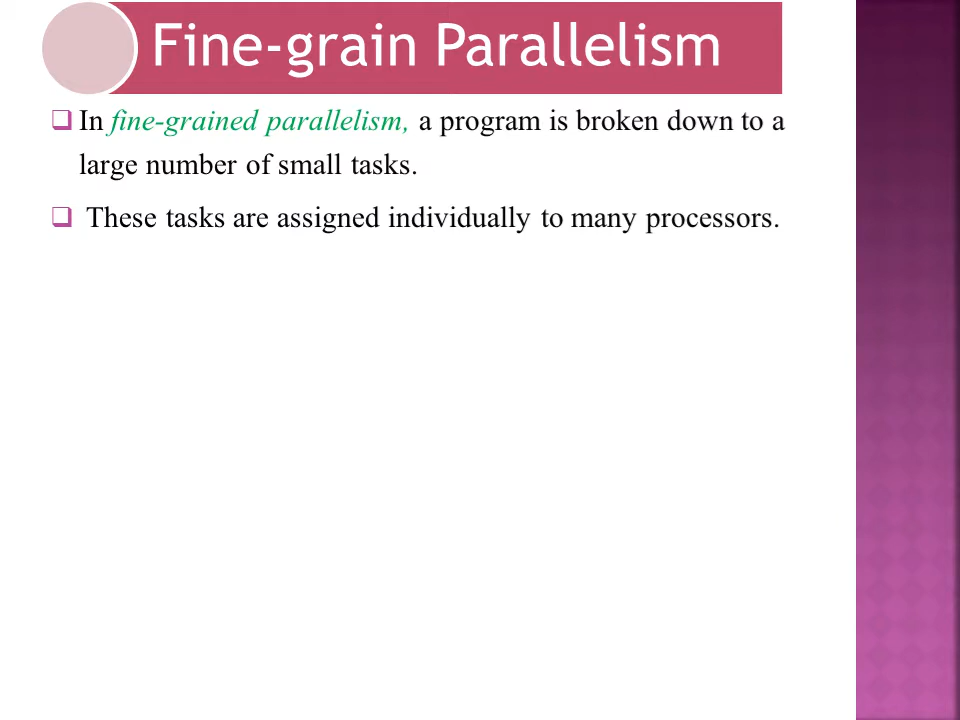 Fine-grain Parallelism
In fine-grained parallelism, a program is broken down to a
large number of small tasks.
These tasks are assigned individually to many processors.